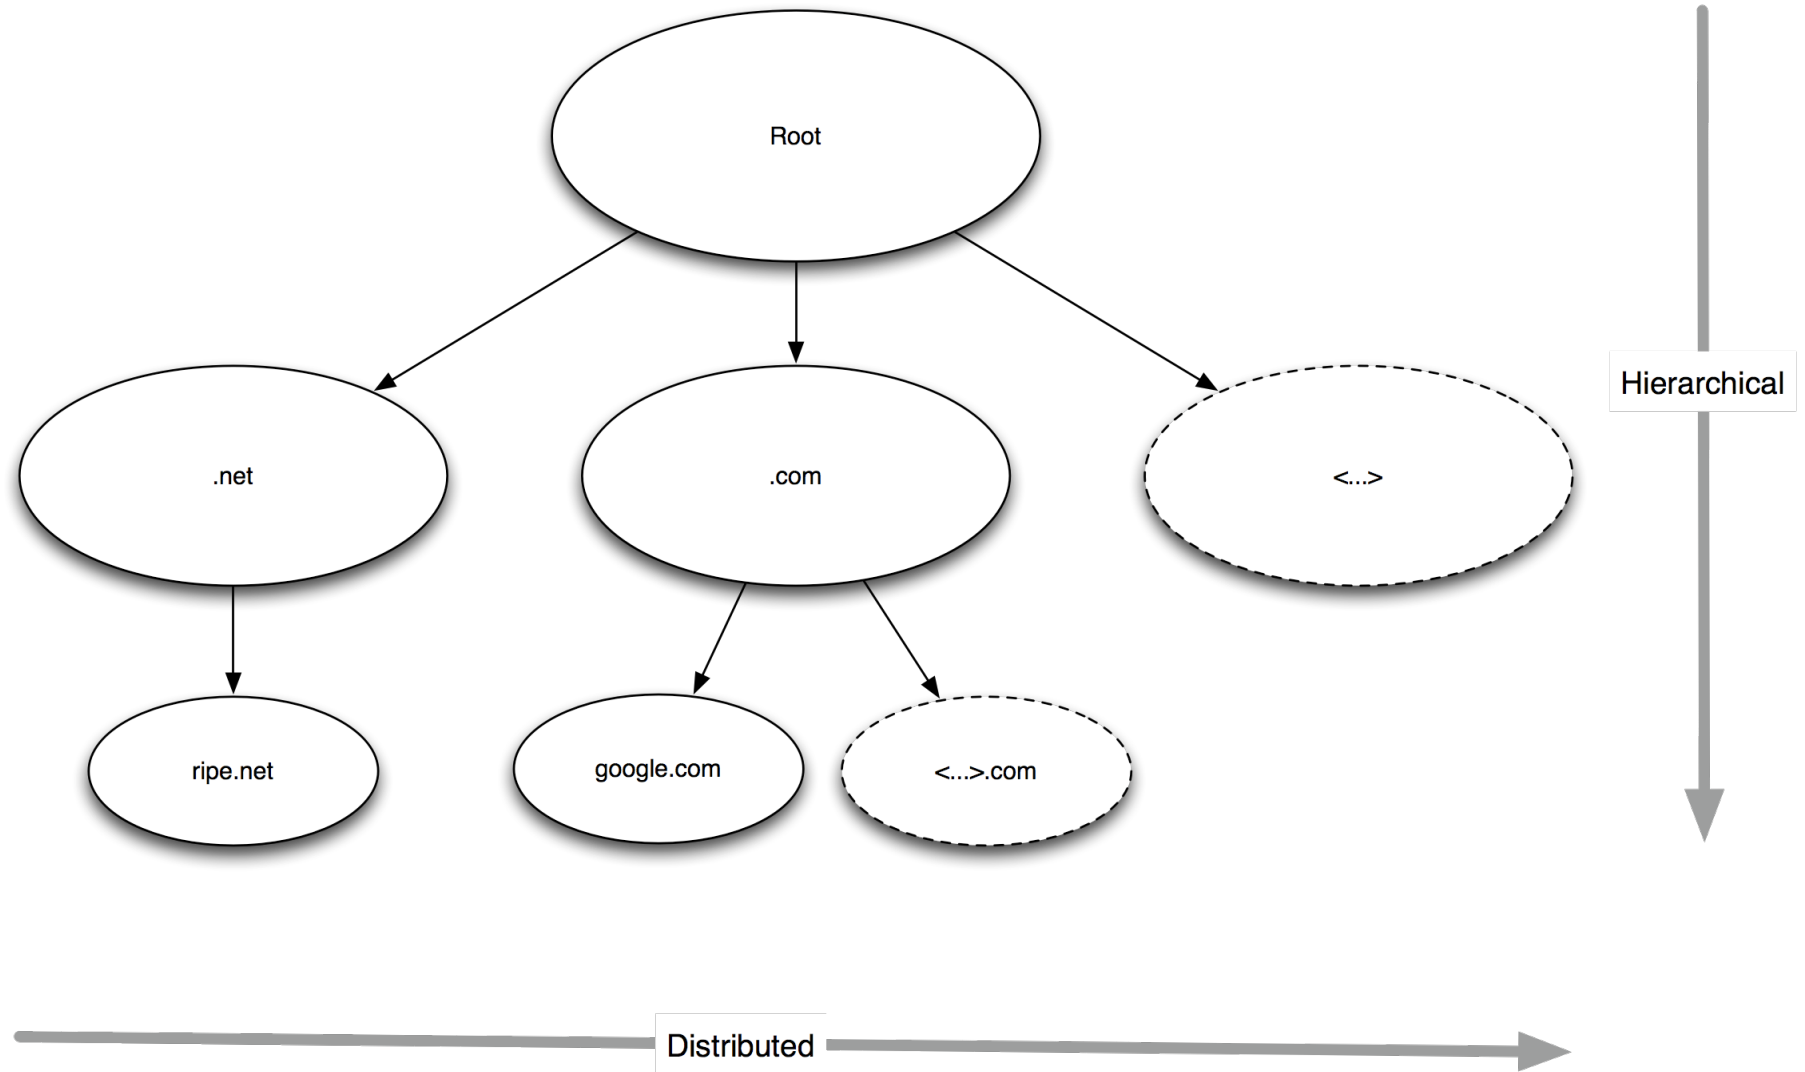 Root
Hierarchical
.net
.com
<...>
ripe.net
google.com
<...>.com
Distributed